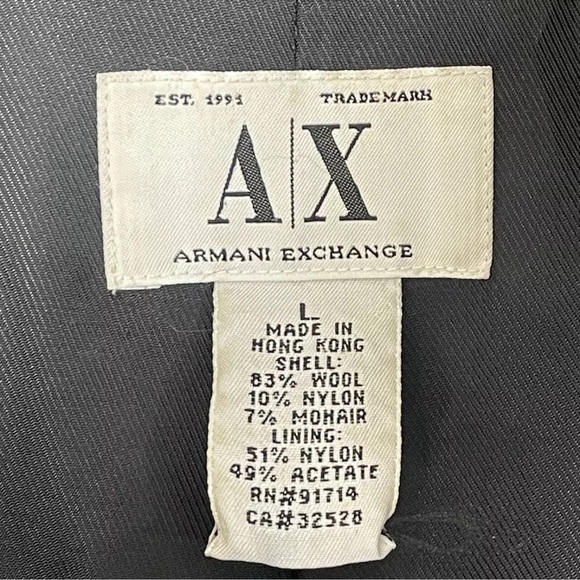 EST. 1991 TRADEMARK
A|X
ARMANI EXCHANGE
L
MADE IN
HONG KONG
SHELL:
83% WOOL
10% NYLON
7% MOHAIR
LINING:
51% NYLON
49% ACETATE
RN#91714
CA#32528